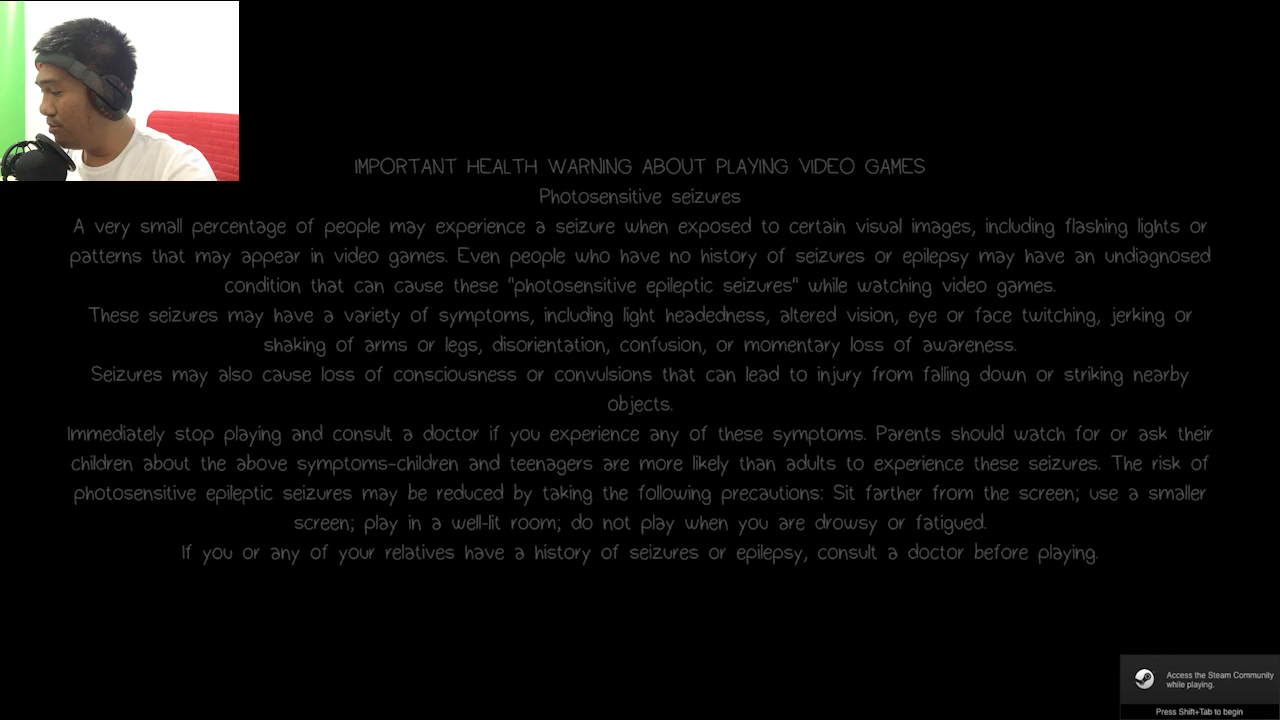 IMPORTANT HEALTH WARNING ABOUT PLAYING VIDEO GAMES
Photosensitive seizures
A very small percentage of people may experience a seizure when exposed to certain visual images, including flashing lights or
patterns that may appear in video games. Even people who have no history of seizures or epilepsy may have an undiagnosed
condition that can cause these "photosensitive epileptic seizures" while watching video games.
These seizures may have a variety of symptoms, including light headedness, altered vision, eye or face twitching, jerking or
shaking of arms or legs, disorientation, confusion, or momentary loss of awareness.
Seizures may also cause loss of consciousness or convulsions that can lead to injury from falling down or striking nearby
objects.
Immediately stop playing and consult a doctor if you experience any of these symptoms. Parents should watch for or ask their
children about the above symptoms-children and teenagers are more likely than adults to experience these seizures. The risk of
photosensitive epileptic seizures may be reduced by taking the following precautions: Sit farther from the screen; use a smaller
screen; play in a well-lit room; do not play when you are drowsy or fatigued.
If you or any of your relatives have a history of seizures or epilepsy, consult a doctor before playing.
Access the Steam Community
while playing.
Press Shift+Tab to begin